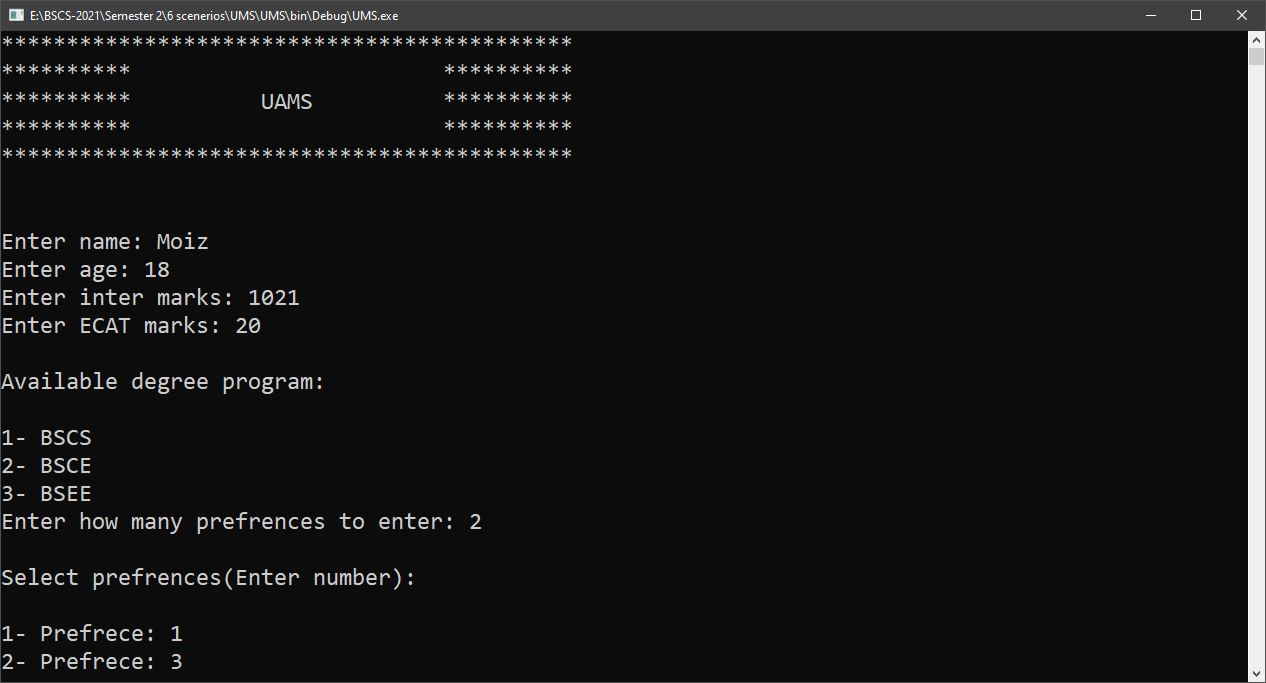 E:\BSCS-2021\Semester 2\6 scenerios\UMS\UMS\bin\Debug\UMS.exe
********************************************
********** **********
********** UAMS **********
********** **********
********************************************
Enter name: Moiz
Enter age: 18
Enter inter marks: 1021
Enter ECAT marks: 20
Available degree program:
1- BSCS
2- BSCE
3- BSEE
Enter how many prefrences to enter: 2
Select prefrences(Enter number):
1- Prefrece: 1
2- Prefrece: 3